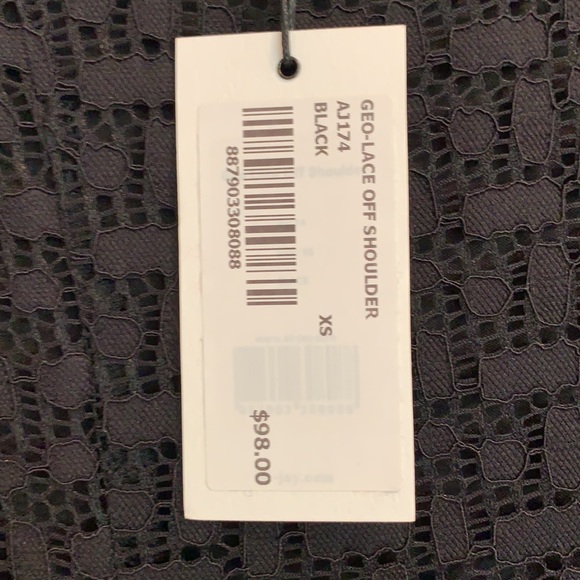 GEO-LACE OFF SHOULDER
AJ174
BLACK XS
887903308088
$98.00